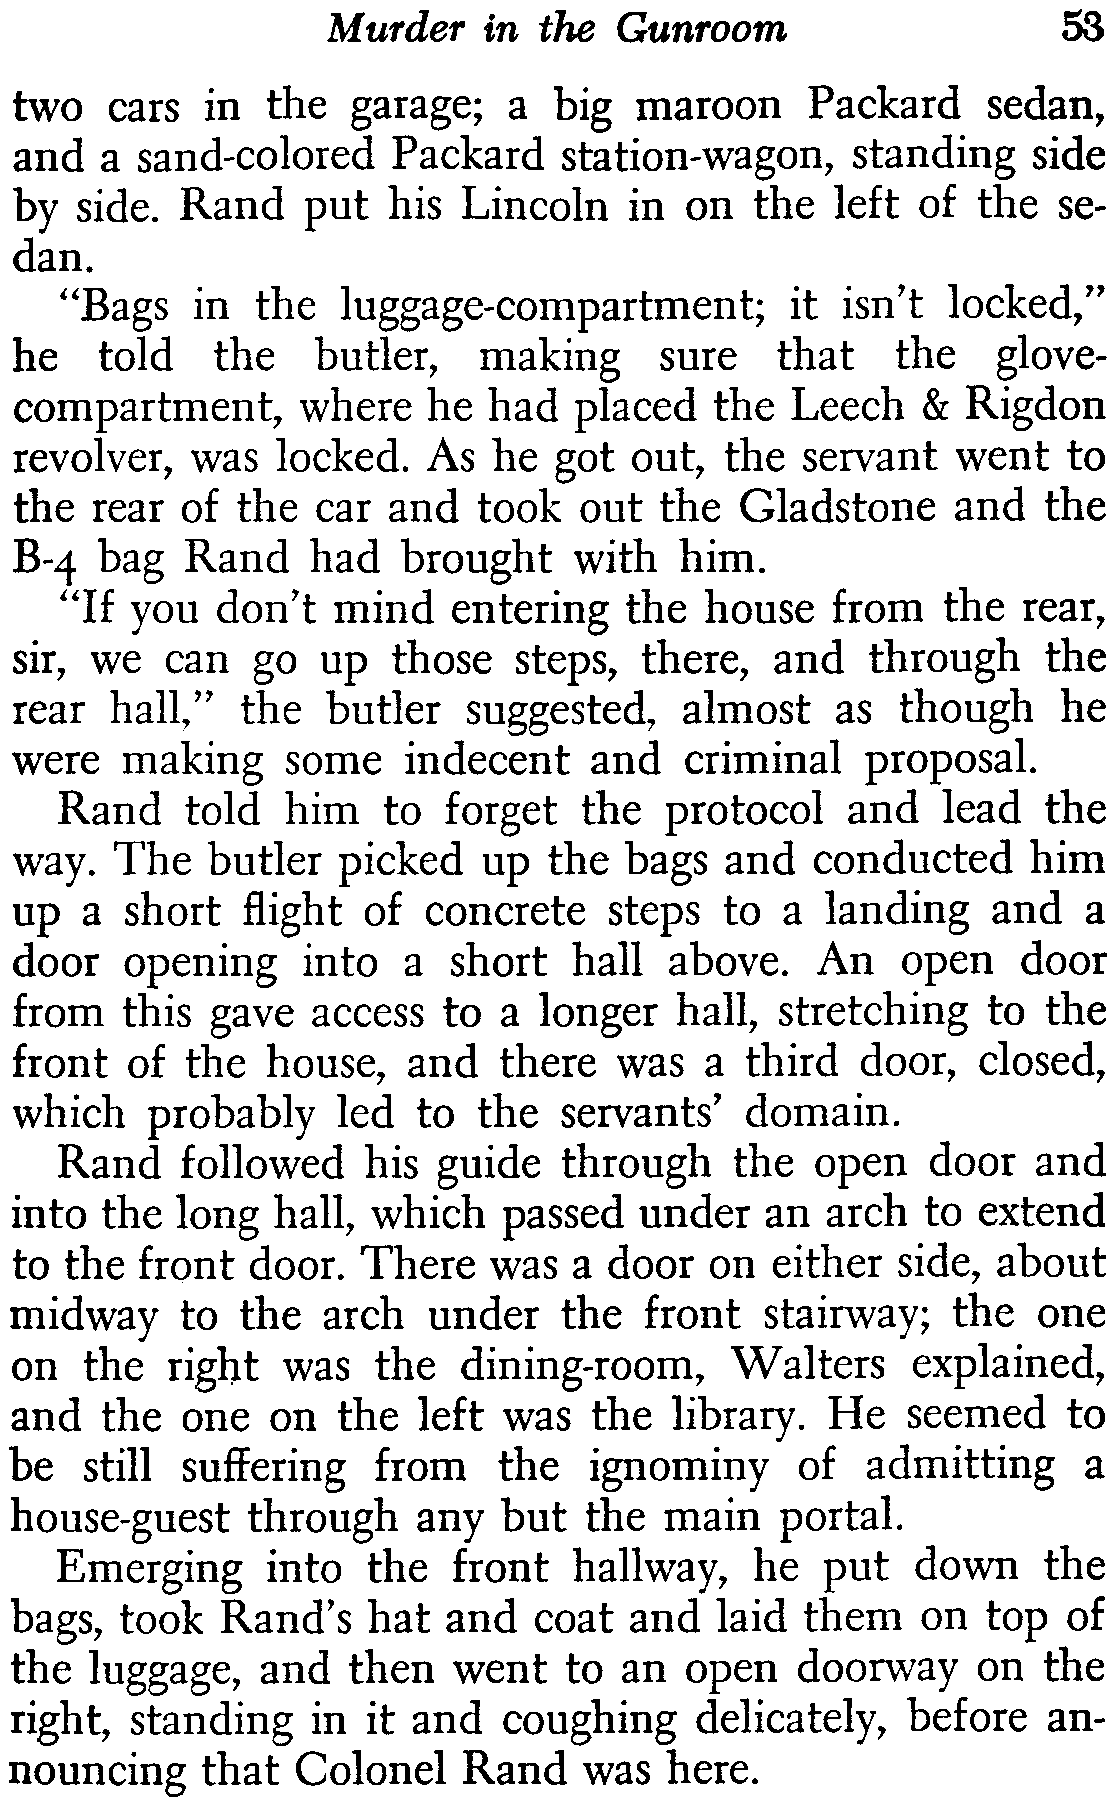 Murder in the Gunroom 53
two cars in the garage; a big maroon Packard sedan,
and a sand-colored Packard station-wagon, standing side
by side. Rand put his Lincoln in on the left of the se-
dan.
“Bags in the luggage-compartment; it isn’t locked,”
he told the butler, making sure that the glove-
compartment, where he had placed the Leech & Rigdon
revolver, was locked. As he got out, the servant went to
the rear of the car and took out the Gladstone and the
B-4 bag Rand had brought with him.
“If you don’t mind entering the house from the rear,
sir, we can go up those steps, there, and through the
rear hall,” the butler suggested, almost as though he
were making some indecent and criminal proposal.
Rand told him to forget the protocol and lead the
way. The butler picked up the bags and conducted him
up a short flight of concrete steps to a landing and a
door opening into a short hall above. An open door
from this gave access to a longer hall, stretching to the
front of the house, and there was a third door, closed,
which probably led to the servants’ domain.
Rand followed his guide through the open door and
into the long hall, which passed under an arch to extend
to the front door. There was a door on either side, about
midway to the arch under the front stairway; the one
on the right was the dining-room, Walters explained,
and the one on the left was the library. He seemed to
be still suffering from the ignominy of admitting a
house-guest through any but the main portal.
Emerging into the front hallway, he put down the
bags, took Rand’s hat and coat and laid them on top of
the luggage, and then went to an open doorway on the
right, standing in it and coughing delicately, before an-
nouncing that Colonel Rand was here.